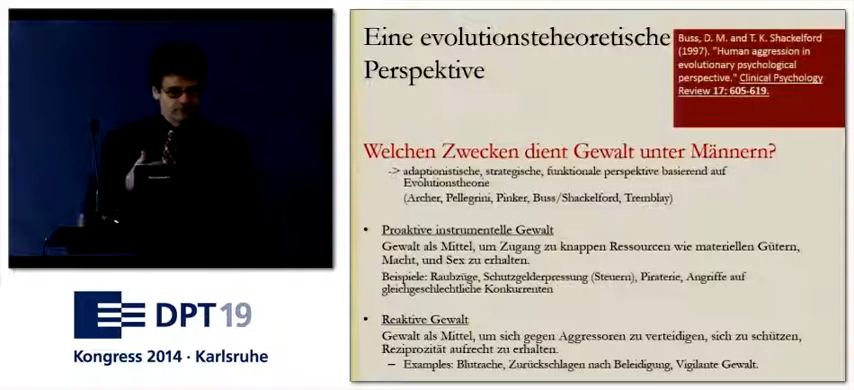 Eine evolutionsteheoretische
Perspektive
Buss, D. M. and T. K. Shackelford
(1997). "Human aggression in
evolutionary psychological
perspective." Clinical Psychology
Review 17: 605-619.
Welchen Zwecken dient Gewalt unter Männern?
-> adaptionistische, strategische, funktionale perspektive basierend auf
Evolutionstheorie
(Archer, Pellegrini, Pinker, Buss/Shackelford, Tremblay)
• Proaktive instrumentelle Gewalt
Gewalt als Mittel, um Zugang zu knappen Ressourcen wie materiellen Gütern,
Macht, und Sex zu erhalten.
Beispiele: Raubzüge, Schutzgelderpressung (Steuern), Piraterie, Angriffe auf
gleichgeschlechtliche Konkurrenten
• Reaktive Gewalt
Gewalt als Mittel, um sich gegen Aggressoren zu verteidigen, sich zu schützen,
Reziprozität aufrecht zu erhalten.
– Examples: Blutrache, Zurückschlagen nach Beleidigung, Vigilante Gewalt.
DPT 19
Kongress 2014 · Karlsruhe